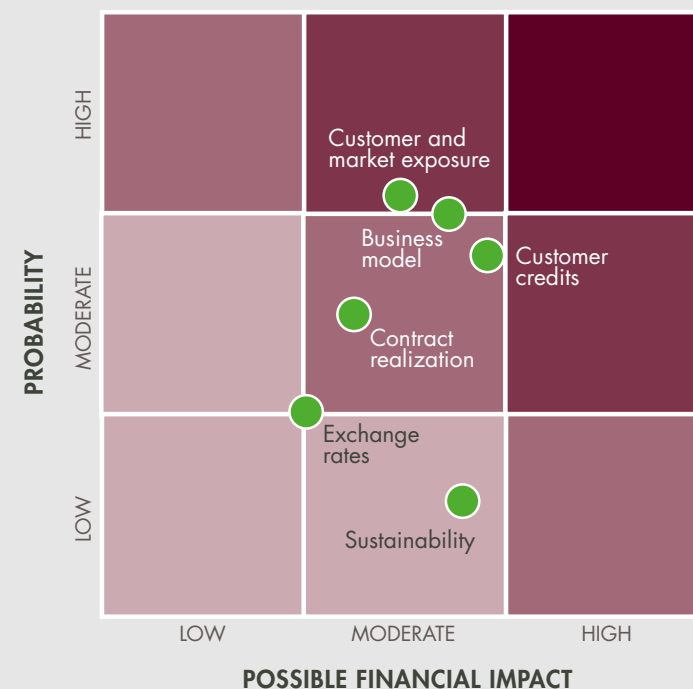 HIGH
Customer and
market exposure
Business
model
Customer
credits
PROBABILITY
MODERATE
Contract
realization
Exchange
rates
LOW
Sustainability
LOW
MODERATE
HIGH
POSSIBLE FINANCIAL IMPACT